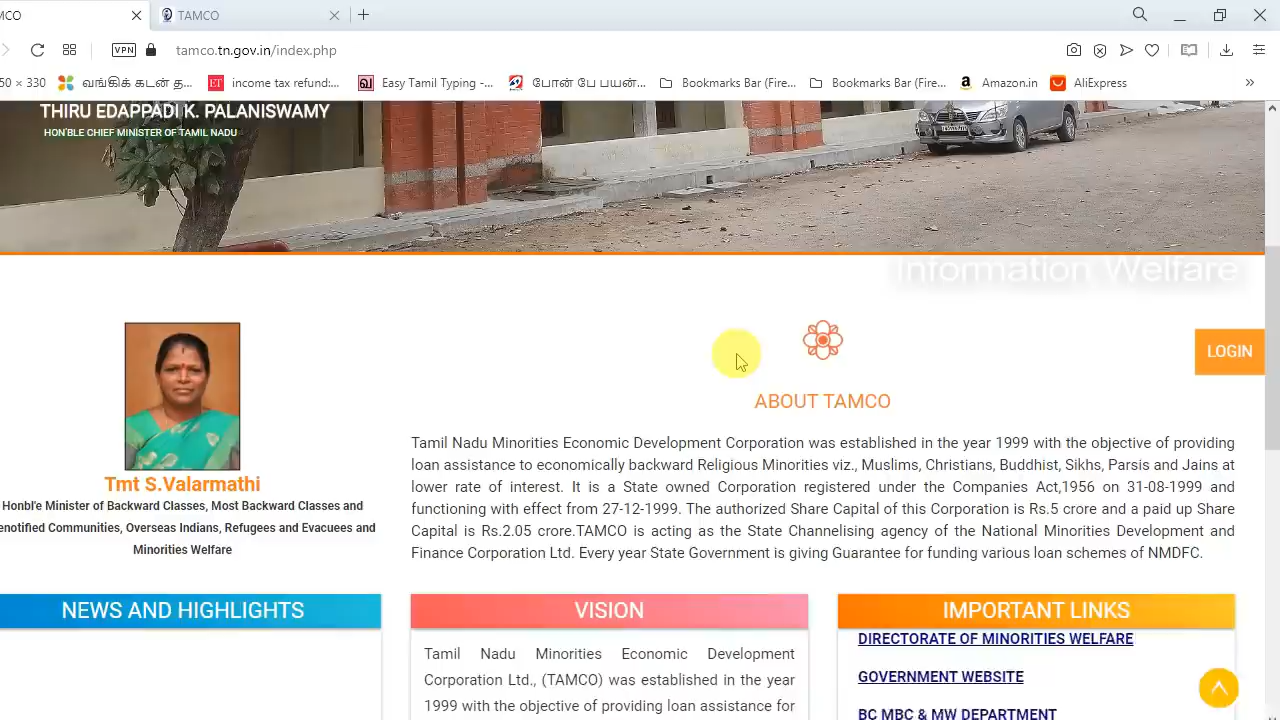 MCO
TAMCO
VPN
tamco.tn.gov.in/index.php
50 × 330
வங்கிக் கடன் த...
ET income tax refund:...
Easy Tamil Typing -...
போன் பே பயன்...
Bookmarks Bar (Fire...
Bookmarks Bar (Fire...
Amazon.in
AliExpress
THIRU EDAPPADI K. PALANISWAMY
HON'BLE CHIEF MINISTER OF TAMIL NADU
Information Welfare
LOGIN
Tmt S.Valarmathi
Honbl'e Minister of Backward Classes, Most Backward Classes and
enotified Communities, Overseas Indians, Refugees and Evacuees and
Minorities Welfare
ABOUT TAMCO
Tamil Nadu Minorities Economic Development Corporation was established in the year 1999 with the objective of providing
loan assistance to economically backward Religious Minorities viz., Muslims, Christians, Buddhist, Sikhs, Parsis and Jains at
lower rate of interest. It is a State owned Corporation registered under the Companies Act,1956 on 31-08-1999 and
functioning with effect from 27-12-1999. The authorized Share Capital of this Corporation is Rs.5 crore and a paid up Share
Capital is Rs.2.05 crore.TAMCO is acting as the State Channelising agency of the National Minorities Development and
Finance Corporation Ltd. Every year State Government is giving Guarantee for funding various loan schemes of NMDFC.
NEWS AND HIGHLIGHTS
VISION
Tamil Nadu Minorities Economic Development
Corporation Ltd., (TAMCO) was established in the year
1999 with the objective of providing loan assistance for
IMPORTANT LINKS
DIRECTORATE OF MINORITIES WELFARE
GOVERNMENT WEBSITE
BC MBC & MW DEPARTMENT